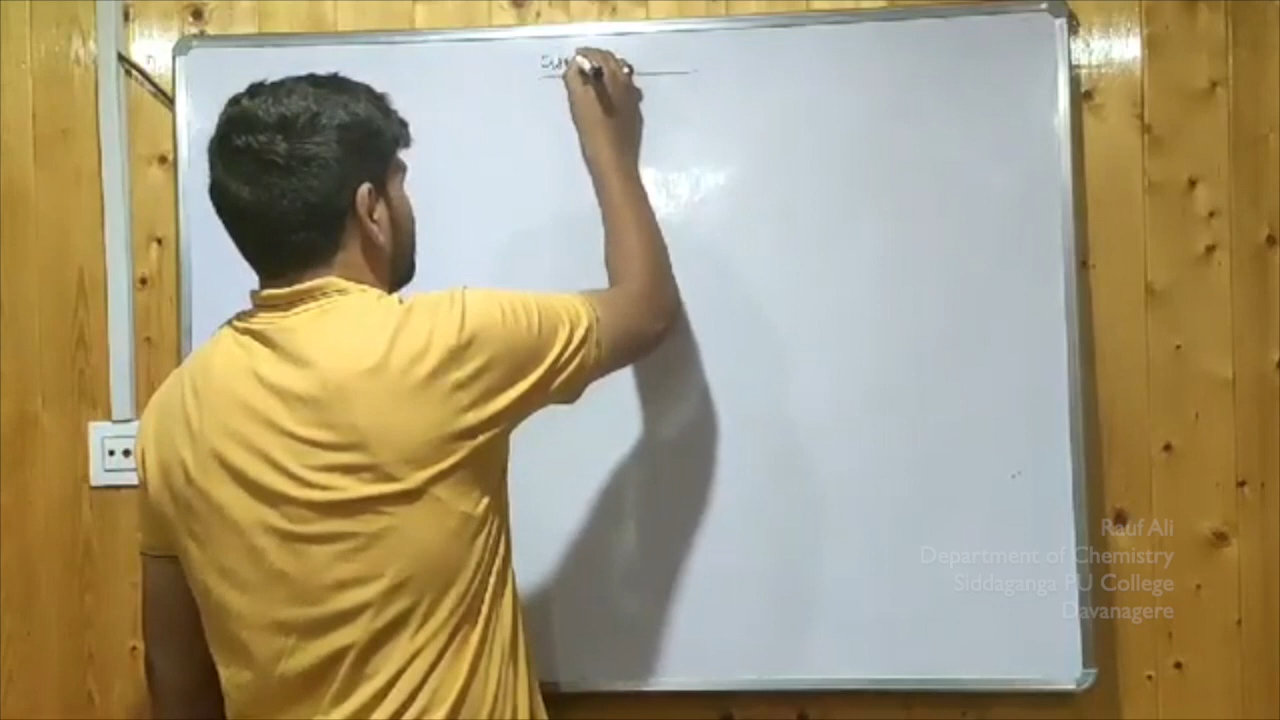 Rauf Ali
Department of Chemistry
Siddaganga PU College
Davanagere